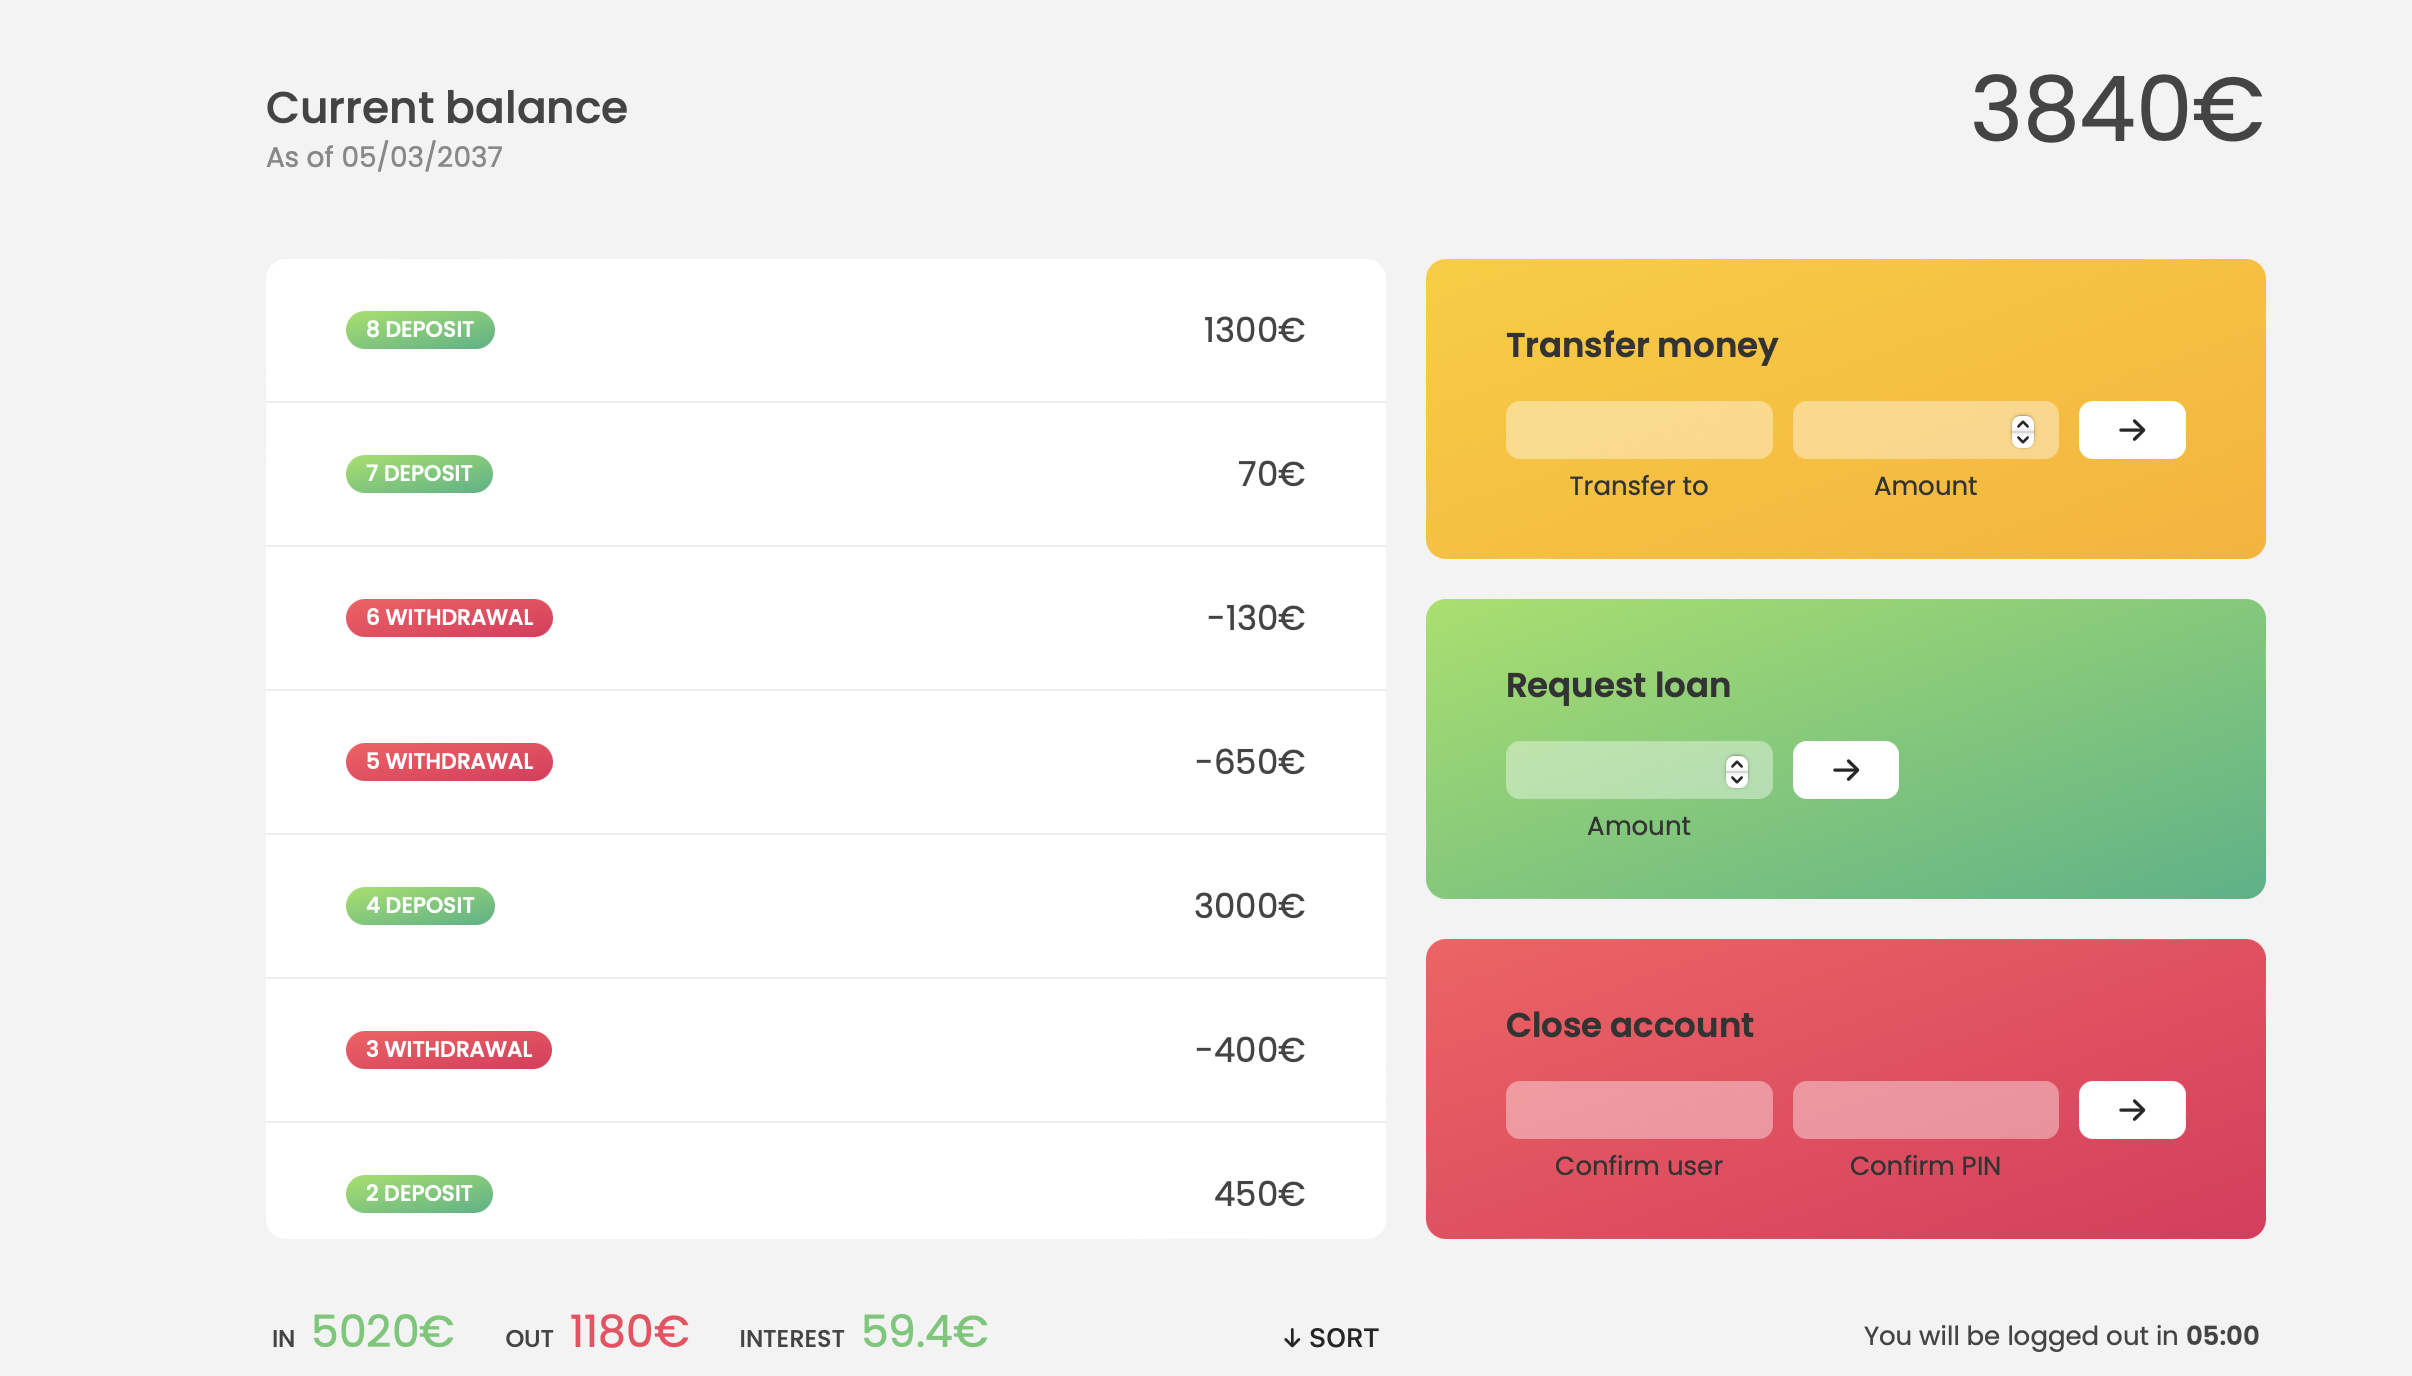 Current balance
As of 05/03/2037
3840€
8 DEPOSIT
1300€
7 DEPOSIT
70€
6 WITHDRAWAL
-130€
5 WITHDRAWAL
-650€
4 DEPOSIT
3000€
3 WITHDRAWAL
-400€
2 DEPOSIT
450€
Transfer money
Transfer to
Amount
Request loan
Amount
Close account
Confirm user
Confirm PIN
IN 5020€ OUT 1180€ INTEREST 59.4€
↓ SORT
You will be logged out in 05:00